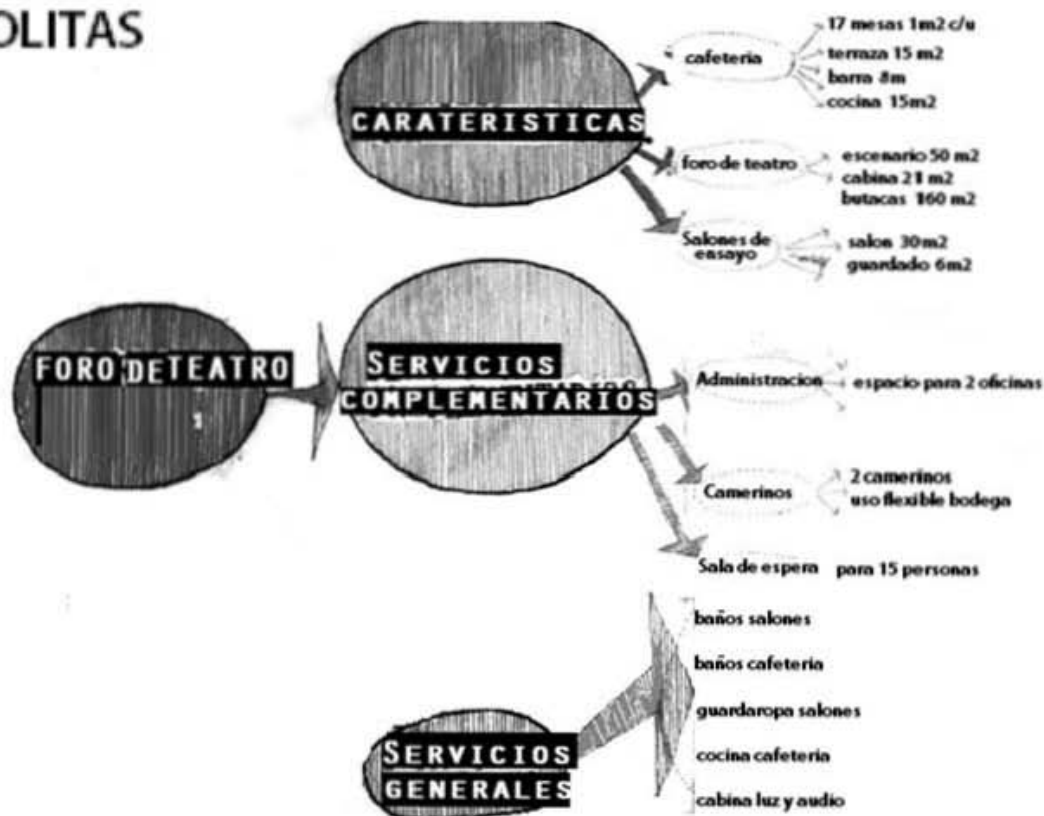 OLITAS
CARATERISTICAS
cafeteria
17 mesas 1m2 c/u
terraza 15 m2
barra 8m
cocina 15m2
foro de teatro
escenario 50 m2
cabina 21 m2
butacas 160 m2
Salones de
ensayo
salon 30m2
guardado 6m2
FORO DE TEATRO
SERVICIOS
COMPLEMENTARIOS
Administracion
espacio para 2 oficinas
Camerinos
2 camerinos
uso flexible bodega
Sala de espera
para 15 personas
SERVICIOS
GENERALES
baños salones
baños cafeteria
guardaropa salones
cocina cafeteria
cabina luz y audio